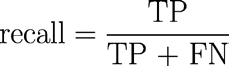 recall = TP / (TP + FN)